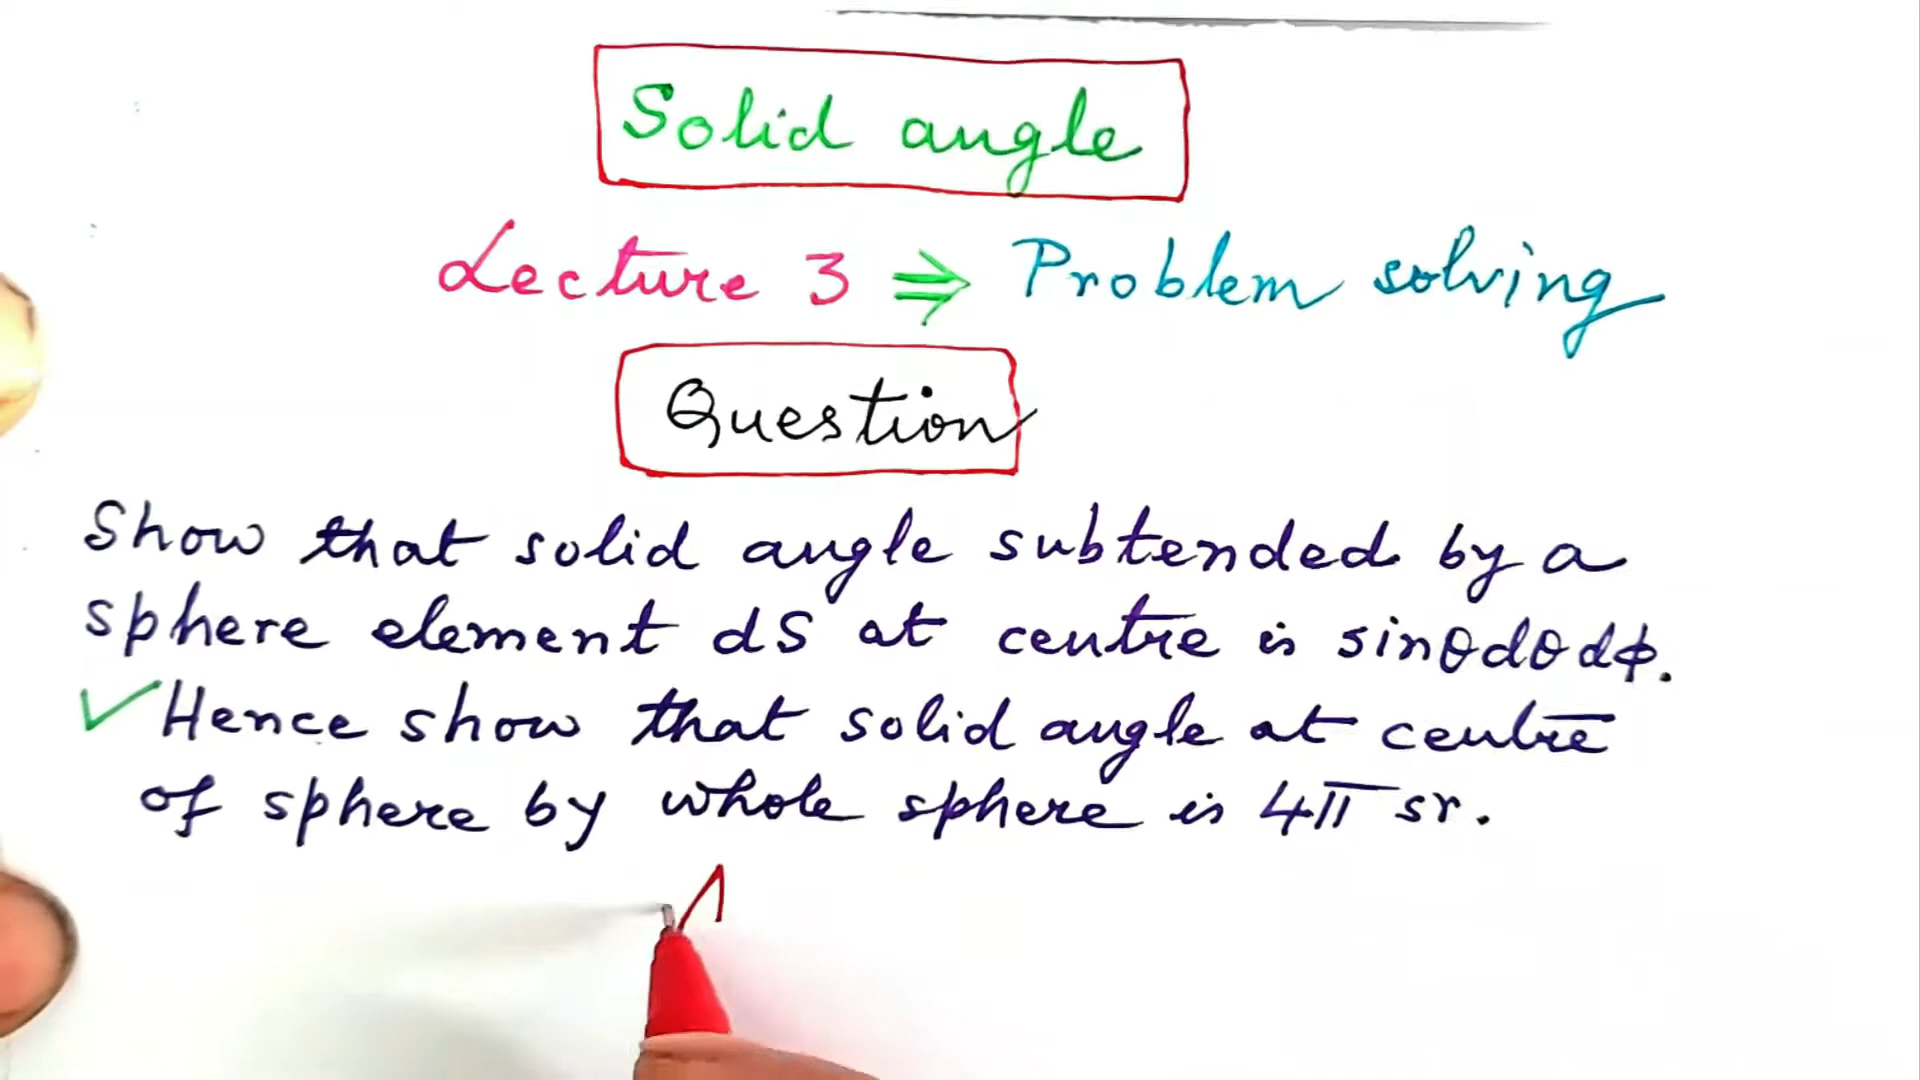 Solid angle
Lecture 3 ⇒ Problem solving
Question
Show that solid angle subtended by a
sphere element dS at centre is sinθdθdϕ.
✓Hence show that solid angle at centre
of sphere by whole sphere is 4π sr.